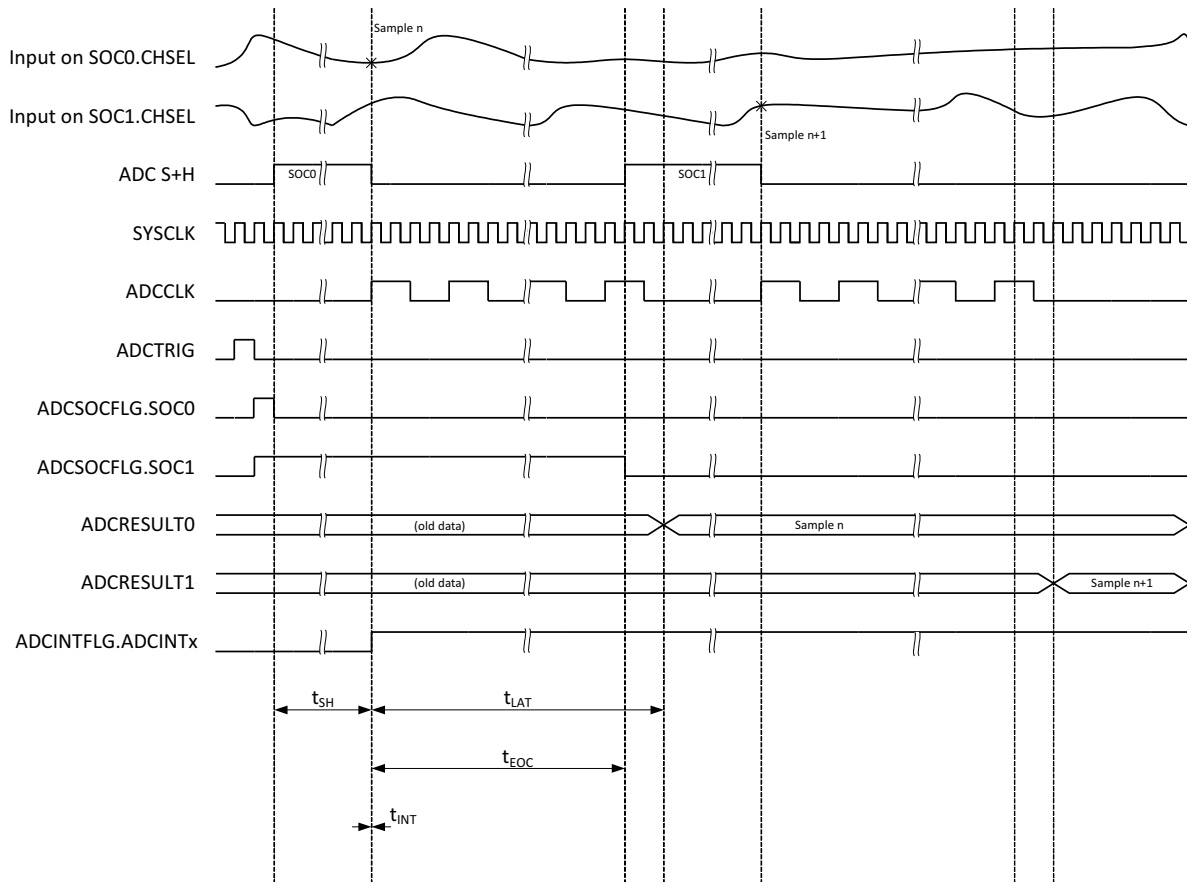 Sample n
Input on SOC0.CHSEL
Input on SOC1.CHSEL
Sample n+1
ADC S+H
SOC0
SOC1
SYSCLK
ADCCLK
ADCTRIG
ADCSOCFLG.SOC0
ADCSOCFLG.SOC1
ADCRESULT0
(old data)
Sample n
ADCRESULT1
(old data)
Sample n+1
ADCINTFLG.ADCINTx
tSH
tLAT
tEOC
tINT